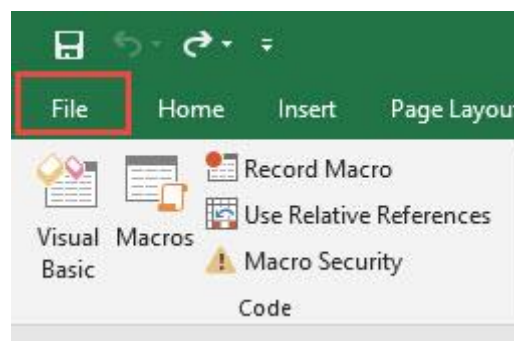 File Home Insert Page Layou
Record Macro
Use Relative References
Visual Basic
Macros
Macro Security
Code